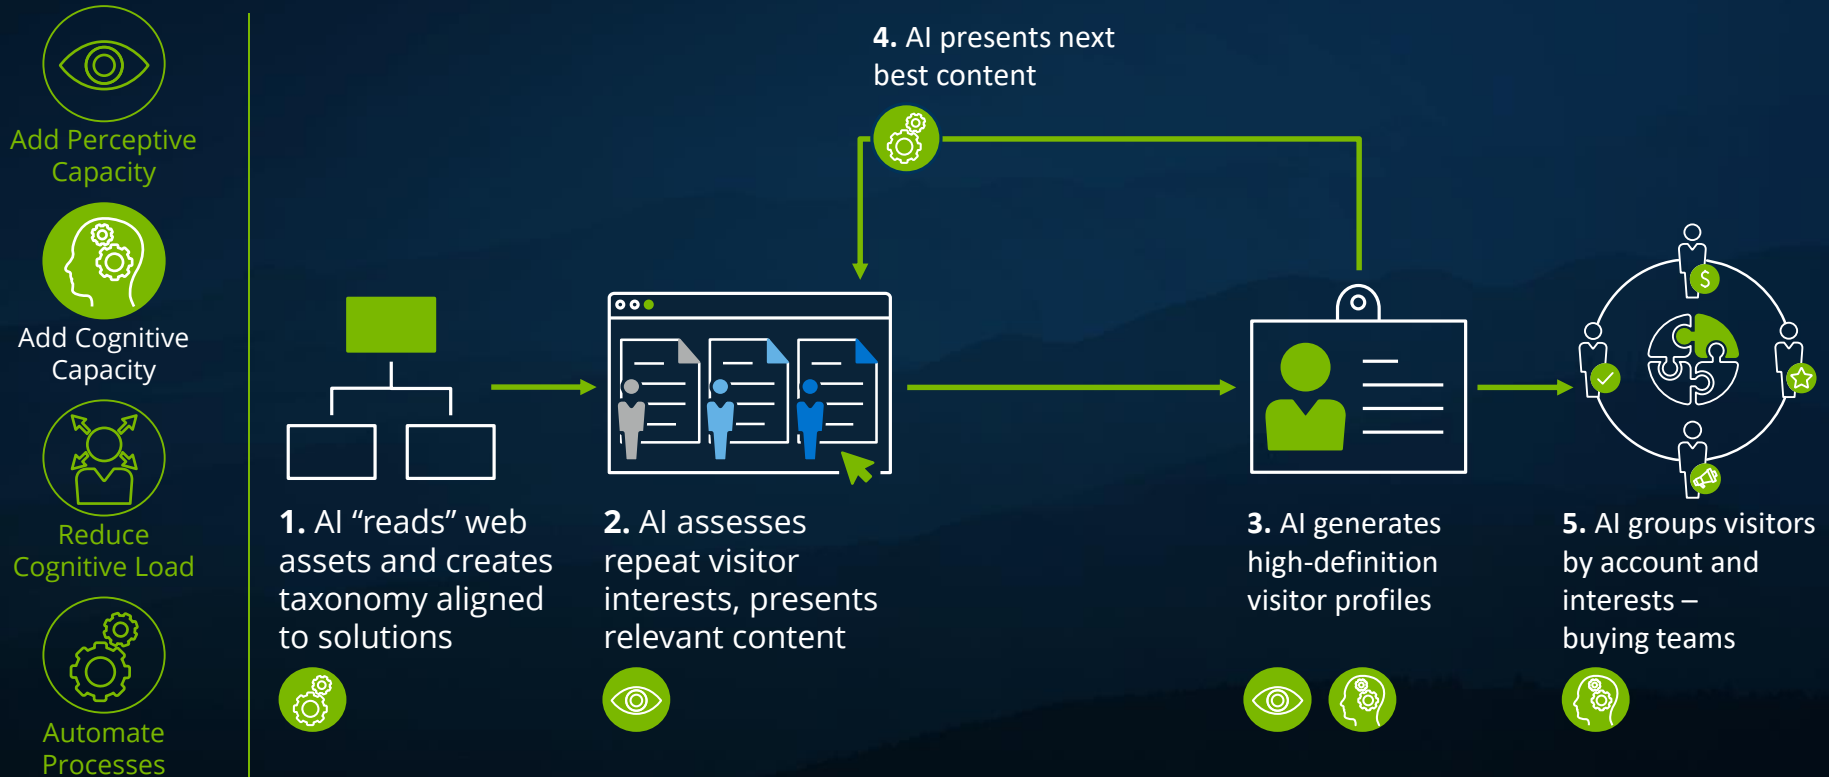 Add Perceptive
Capacity
Add Cognitive
Capacity
Reduce
Cognitive Load
Automate
Processes
1. AI “reads” web
assets and creates
taxonomy aligned
to solutions
2. AI assesses
repeat visitor
interests, presents
relevant content
3. AI generates
high-definition
visitor profiles
4. AI presents next
best content
$
5. AI groups visitors
by account and
interests –
buying teams